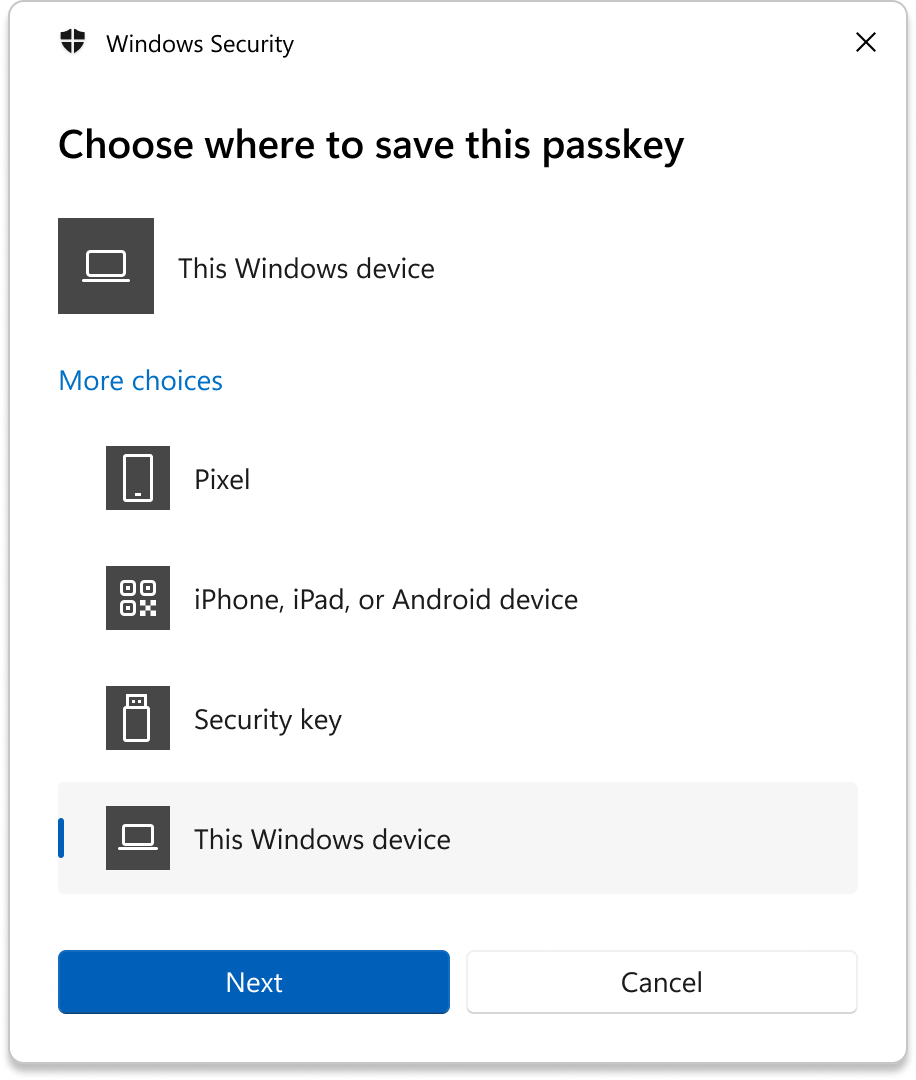 Windows Security
Choose where to save this passkey
This Windows device
More choices
Pixel
iPhone, iPad, or Android device
Security key
This Windows device
Next
Cancel